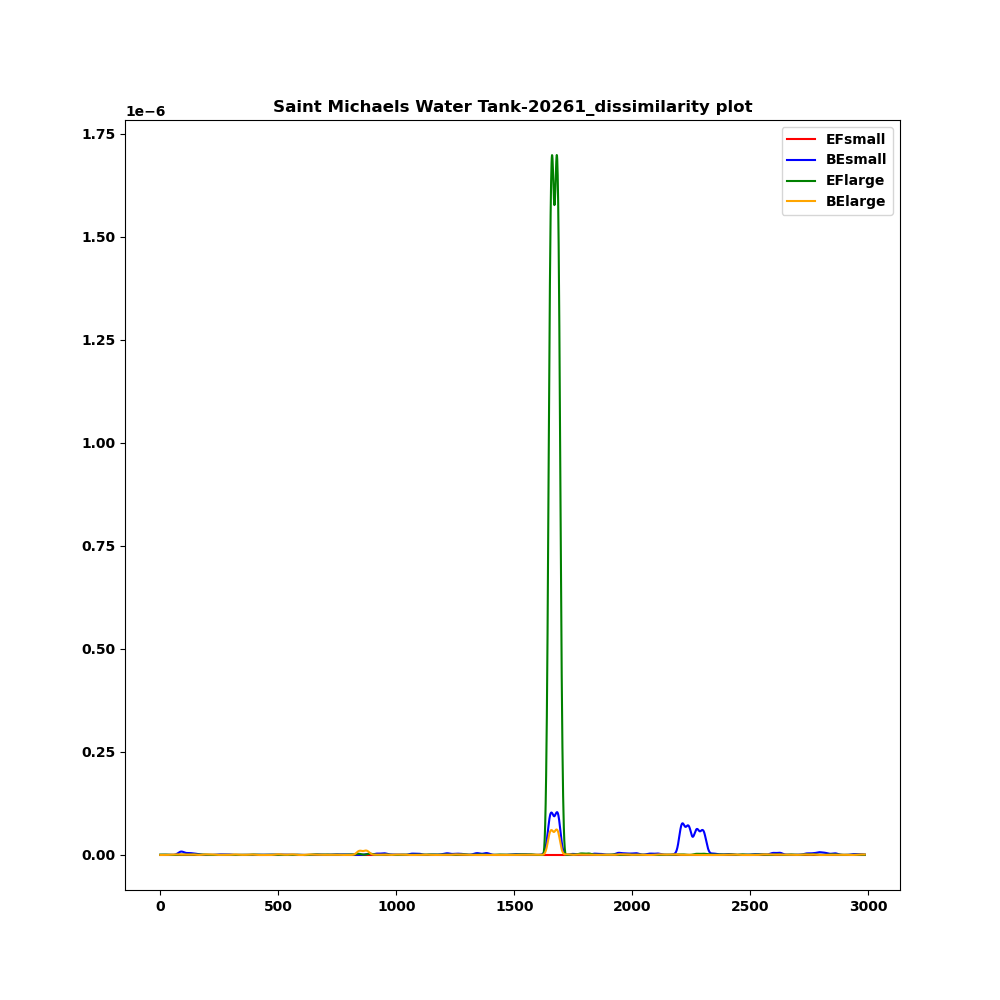 Saint Michaels Water Tank-20261_dissimilarity plot
1e−6
1.75
1.50
1.25
1.00
0.75
0.50
0.25
0.00
EFsmall
BEsmall
EFlarge
BElarge
0 500 1000 1500 2000 2500 3000